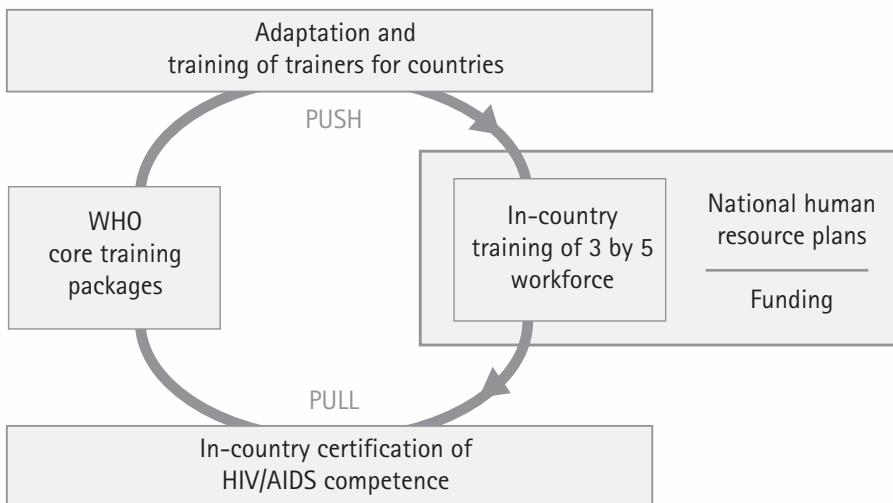 Adaptation and
training of trainers for countries
PUSH
WHO
core training
packages
In-country
training of 3 by 5
workforce
National human
resource plans
Funding
PULL
In-country certification of
HIV/AIDS competence